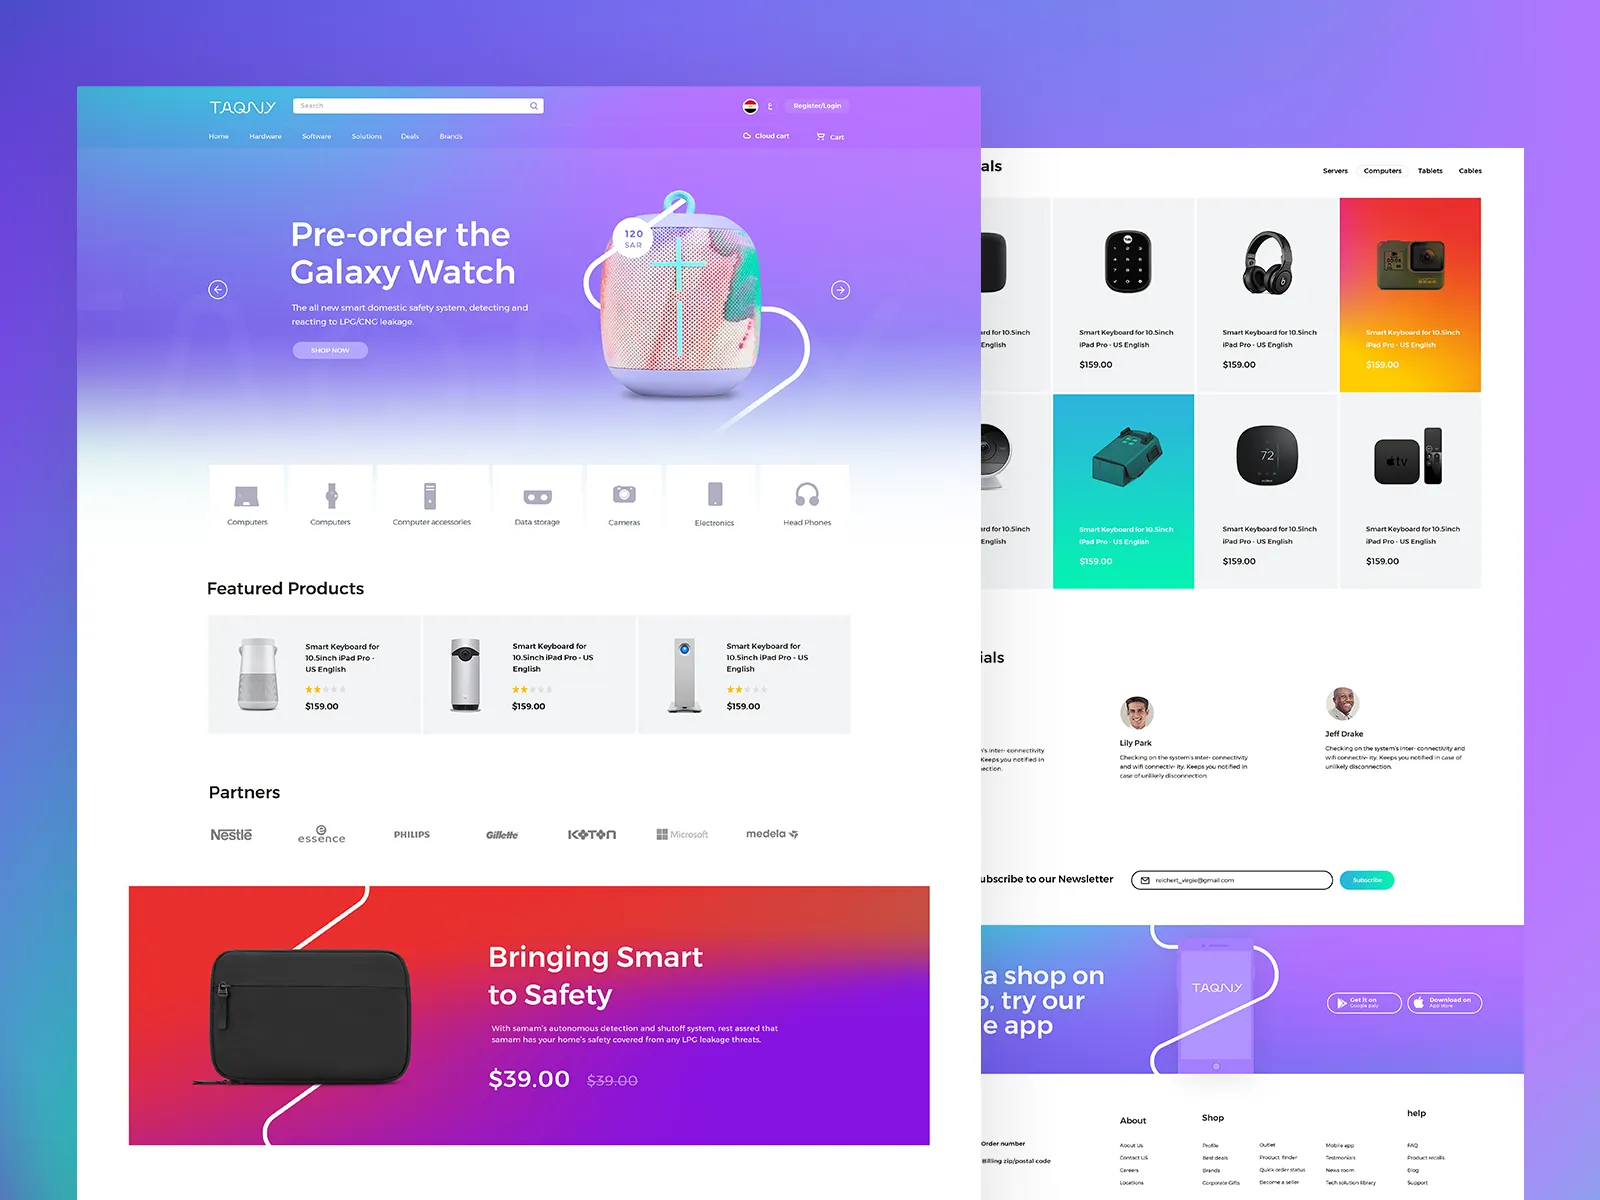 TAQNY
Search
ع
Register/Login
Home
Hardware
Software
Solutions
Deals
Brands
Cloud cart
Cart
Pre-order the
Galaxy Watch
The all new smart domestic safety system, detecting and
reacting to LPG/CNG leakage.
SHOP NOW
120
SAR
Computers
Computers
Computer accessories
Data storage
Cameras
Electronics
Head Phones
Featured Products
Smart Keyboard for
10.5inch iPad Pro -
US English
$159.00
Smart Keyboard for
10.5inch iPad Pro - US
English
$159.00
Smart Keyboard for
10.5inch iPad Pro - US
English
$159.00
Partners
Nestle
essence
PHILIPS
Gillette
KOTON
Microsoft
medela
Bringing Smart
to Safety
With samam's autonomous detection and shutoff system, rest assred that
samam has your home's safety covered from any LPG leakage threats.
$39.00
$39.00
als
Servers
Computers
Tablets
Cables
ard for 10.5inch
English
Smart Keyboard for 10.5inch
iPad Pro - US English
$159.00
Smart Keyboard for 10.5inch
iPad Pro - US English
$159.00
Smart Keyboard for 10.5inch
iPad Pro - US English
$159.00
ard for 10.5inch
English
Smart Keyboard for 10.5inch
iPad Pro - US English
$159.00
72
Smart Keyboard for 10.5inch
iPad Pro - US English
$159.00
tv
Smart Keyboard for 10.5inch
iPad Pro - US English
$159.00
ials
's inter- connectivity
Keeps you notified in
nection.
Lily Park
Checking on the system's inter- connectivity
and wifi connectiv- ity. Keeps you notified in
case of unlikely disconnection.
Jeff Drake
Checking on the system's inter- connectivity and
wifi connectiv- ity. Keeps you notified in case of
unlikely disconnection.
ubscribe to our Newsletter
reichert_virgie@gmail.com
Subscribe
a shop on
o, try our
e app
TAQNY
Get it on
Google paly
Download on
App Store
Order number
Billing zip/postal code
About
About Us
Contact US
Careers
Locations
Shop
Profile
Best deals
Brands
Corporate Gifts
Outlet
Product finder
Quick order status
Become a seller
Mobile app
Testmonials
News room
Tech solution library
help
FAQ
Product recalls
Blog
Support